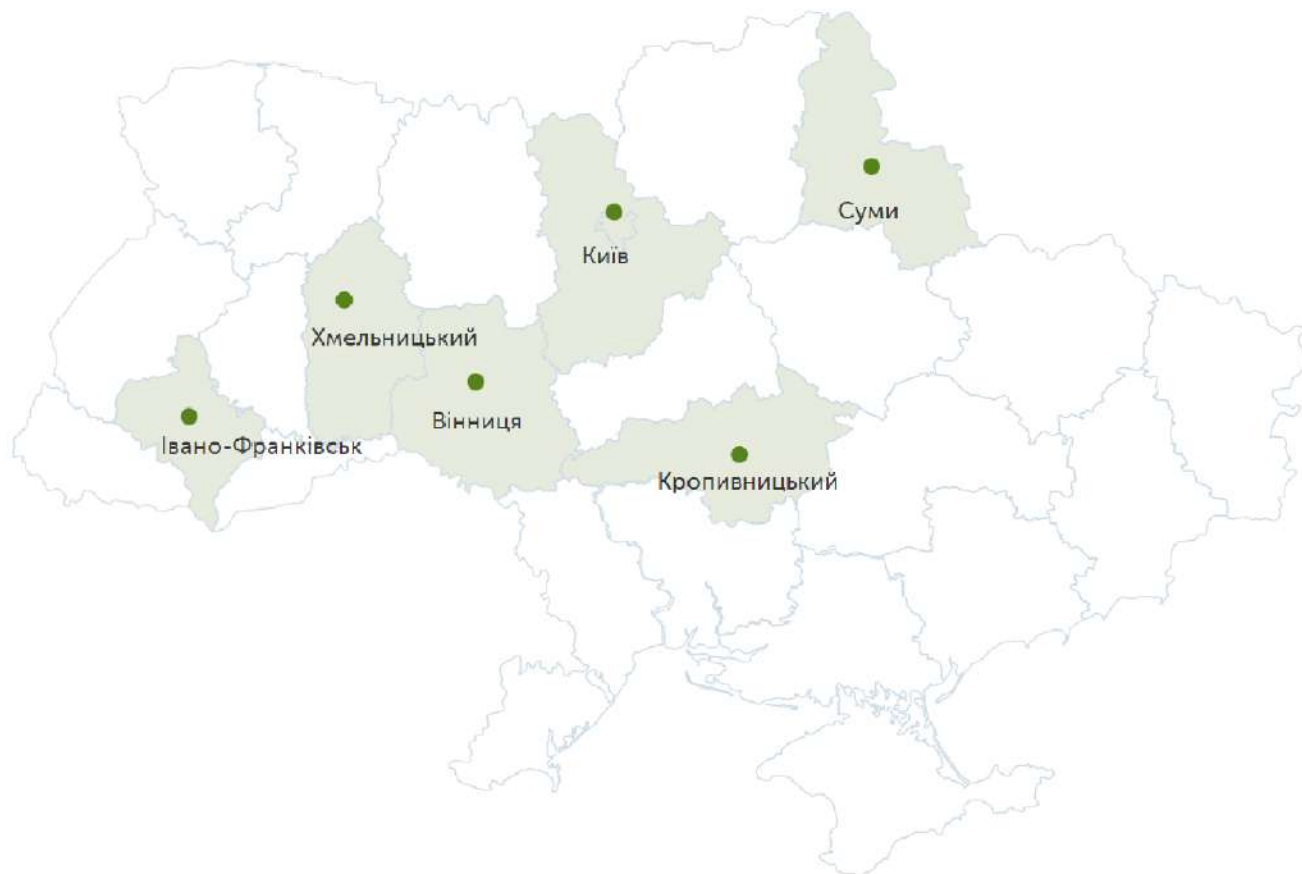 Суми
Київ
Хмельницький
Вінниця
Івано-Франківськ
Кропивницький